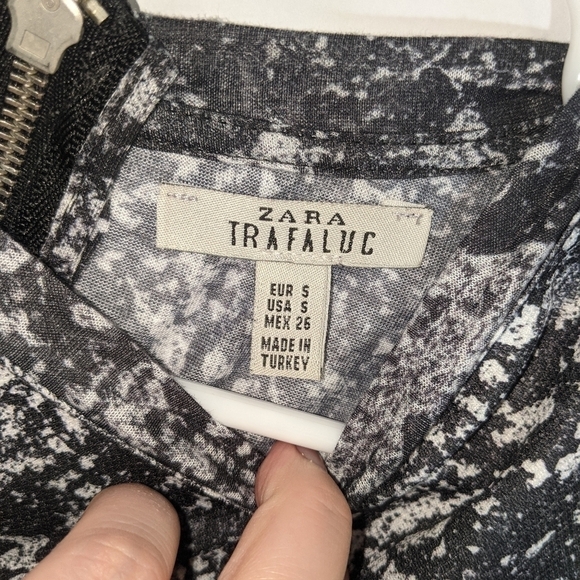 ZARA
TRAFALUC
EUR S
USA S
MEX 26
MADE IN
TURKEY